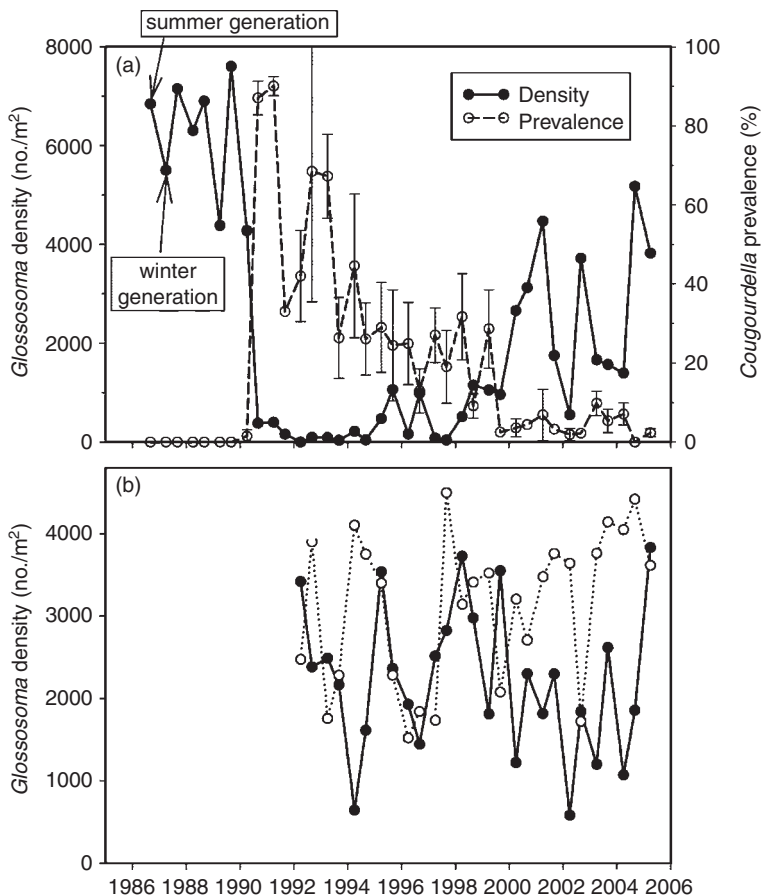 summer generation
(a)
8000
6000
4000
2000
0
Glossosoma density (no./m²)
winter
generation
Density
Prevalence
100
80
60
40
20
0
Cougourdella prevalence (%)
(b)
4000
3000
2000
1000
0
Glossosoma density (no./m²)
1986 1988 1990 1992 1994 1996 1998 2000 2002 2004 2006